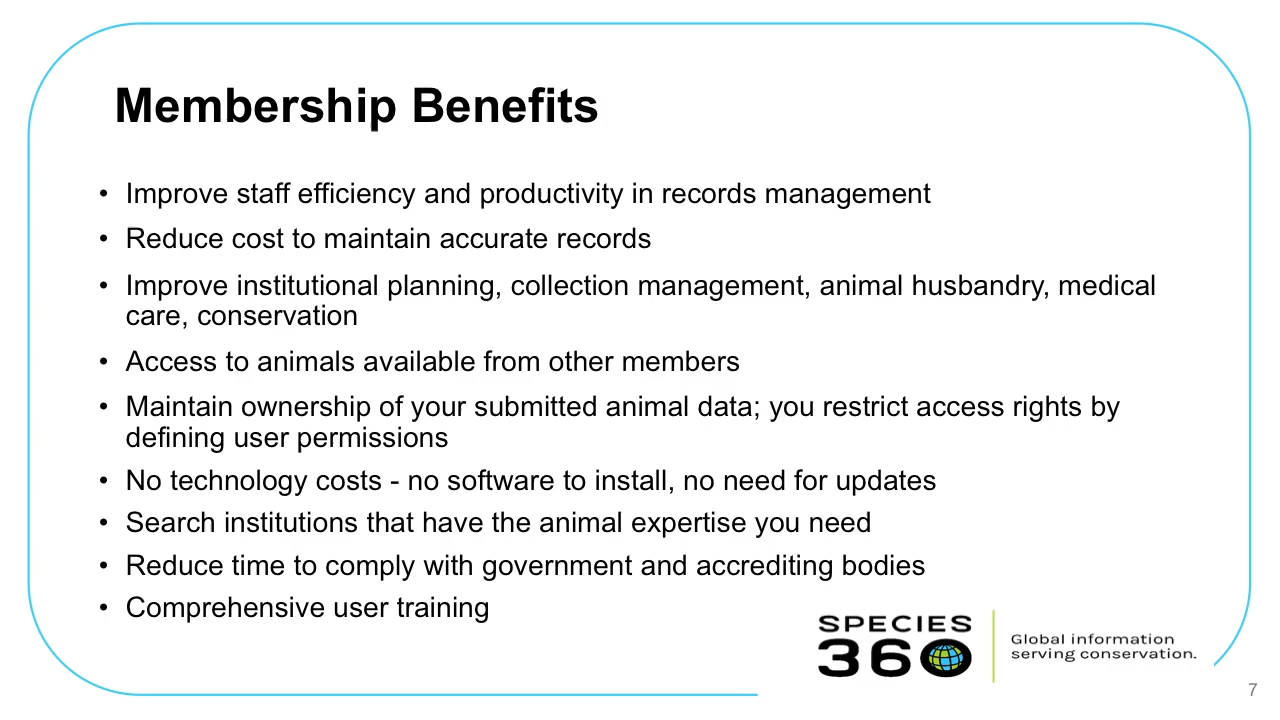 Membership Benefits
• Improve staff efficiency and productivity in records management
• Reduce cost to maintain accurate records
• Improve institutional planning, collection management, animal husbandry, medical
care, conservation
• Access to animals available from other members
• Maintain ownership of your submitted animal data; you restrict access rights by
defining user permissions
• No technology costs - no software to install, no need for updates
• Search institutions that have the animal expertise you need
• Reduce time to comply with government and accrediting bodies
• Comprehensive user training
SPECIES
360
Global information
serving conservation.
7